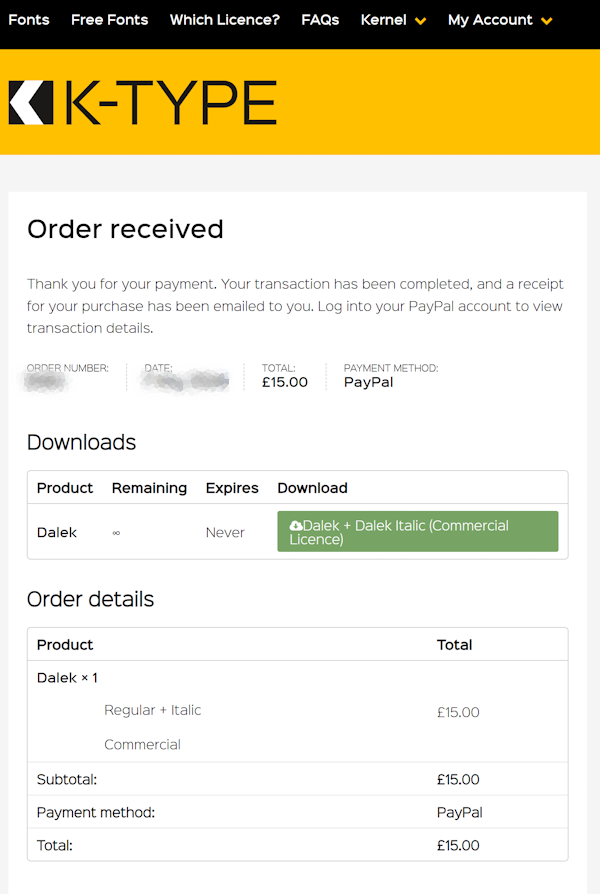 Fonts Free Fonts Which Licence? FAQs Kernel My Account
K-TYPE
Order received
Thank you for your payment. Your transaction has been completed, and a receipt
for your purchase has been emailed to you. Log into your PayPal account to view
transaction details.
ORDER NUMBER: DATE: TOTAL: PAYMENT METHOD:
£15.00 PayPal
Downloads
Product Remaining Expires Download
Dalek ∞ Never Dalek + Dalek Italic (Commercial
Licence)
Order details
Product Total
Dalek × 1
Regular + Italic £15.00
Commercial
Subtotal: £15.00
Payment method: PayPal
Total: £15.00